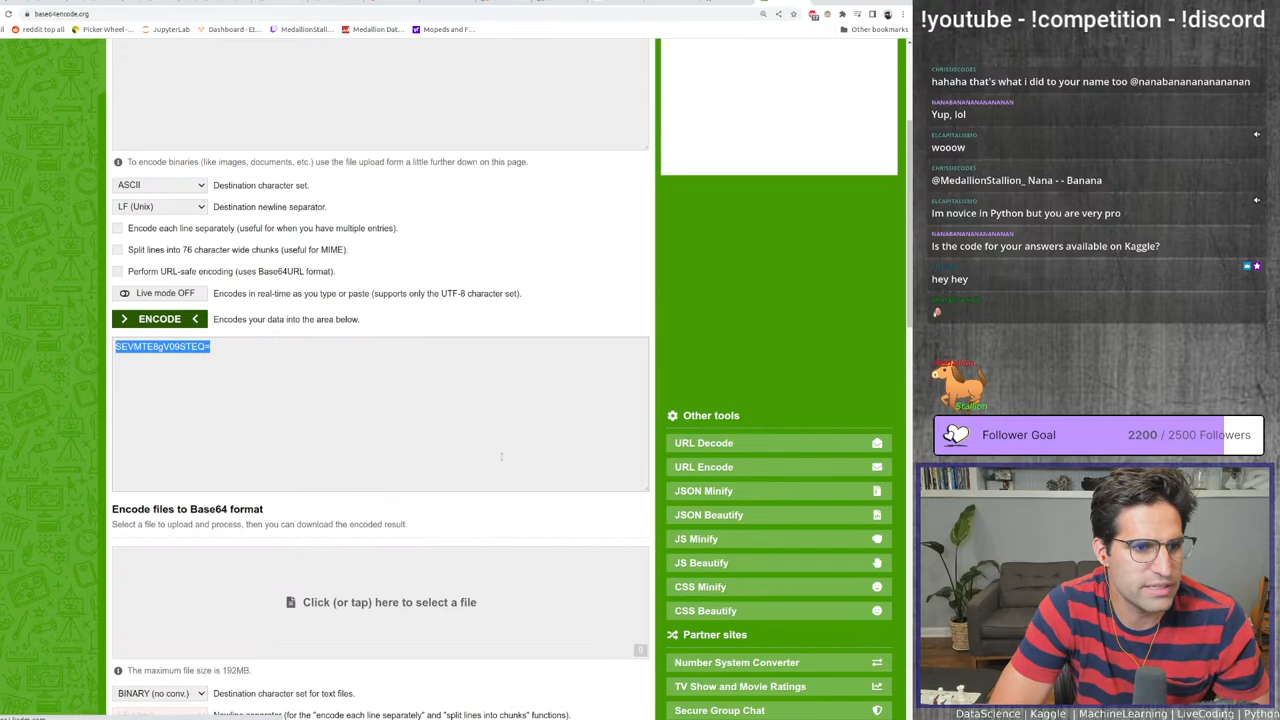 base64encode.org
reddit top all
Picker Wheel -...
JupyterLab
Dashboard - Et...
MedallionStall...
Medallion Dat...
Mopeds and F...
Other bookmarks
To encode binaries (like images, documents, etc.) use the file upload form a little further down on this page.
ASCII Destination character set.
LF (Unix) Destination newline separator.
Encode each line separately (useful for when you have multiple entries).
Split lines into 76 character wide chunks (useful for MIME).
Perform URL-safe encoding (uses Base64URL format).
Live mode OFF Encodes in real-time as you type or paste (supports only the UTF-8 character set).
ENCODE Encodes your data into the area below.
SEVMTE8gV09STEQ=
Encode files to Base64 format
Select a file to upload and process, then you can download the encoded result.
Click (or tap) here to select a file
0
The maximum file size is 192MB.
BINARY (no conv.) Destination character set for text files.
Newline separator (for the "encode each line separately" and "split lines into chunks" functions).
Other tools
URL Decode
URL Encode
JSON Minify
JSON Beautify
JS Minify
JS Beautify
CSS Minify
CSS Beautify
Partner sites
Number System Converter
TV Show and Movie Ratings
Secure Group Chat
!youtube - !competition - !discord
CHRISSIECODES
hahaha that's what i did to your name too @nanabanananananan
Yup, lol
ELCAPITALISIMO
wooow
CHRISSIECODES
@MedallionStallion_ Nana - - Banana
ELCAPITALISIMO
Im novice in Python but you are very pro
Is the code for your answers available on Kaggle?
hey hey
Medallion
Stallion
Follower Goal 2200 / 2500 Followers
DataScience | Kaggle | MachineLearning | LiveCoding | Python